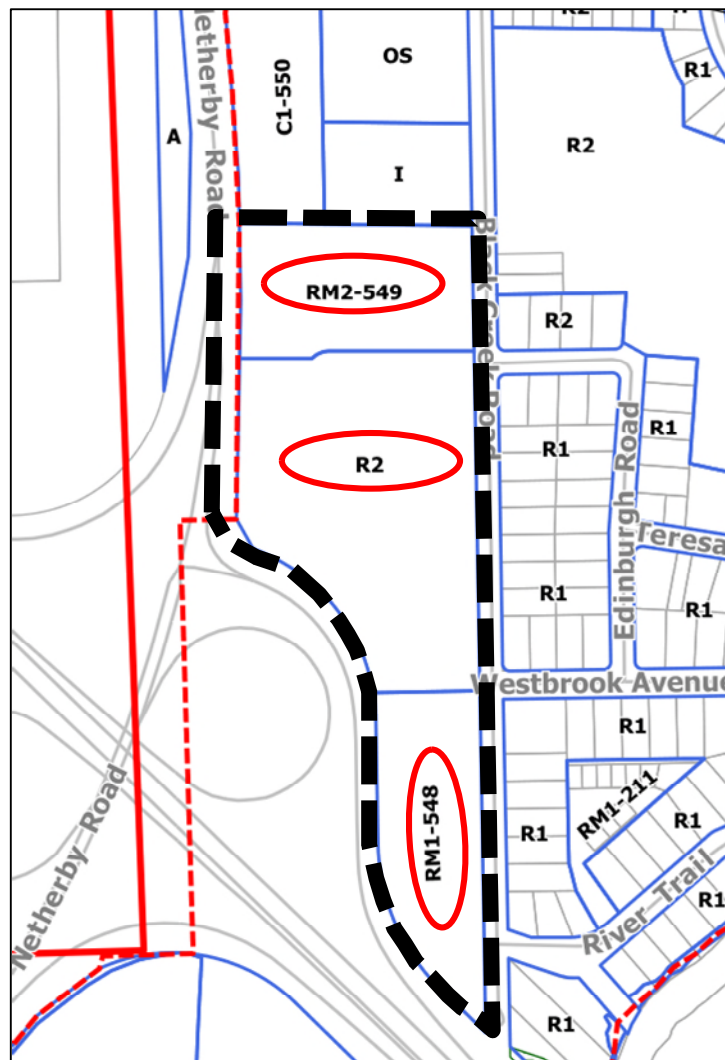 R2
OS
R1
C1-550
Netherby Road
A
R2
I
Black Creek Road
RM2-549
R2
R1
R2
R1
Edinburgh Road
Teresa
R1
R1
Westbrook Avenue
R1
RM1-211
RM1-548
R1
R1
Netherby Road
River Trail
R1
R1